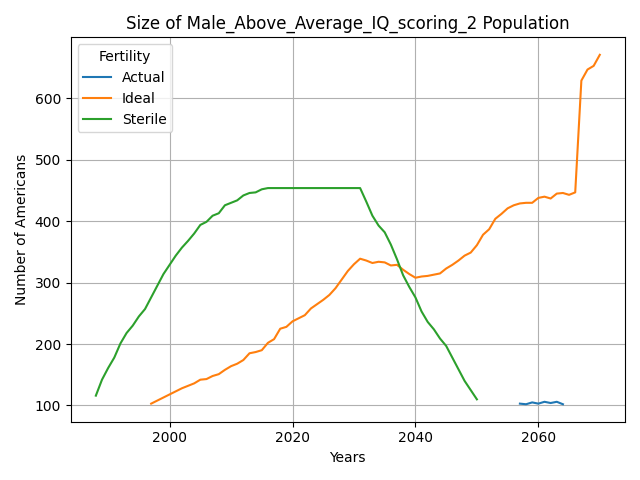 Size of Male_Above_Average_IQ_scoring_2 Population
Fertility
Actual
Ideal
Sterile
Number of Americans
600
500
400
300
200
100
2000
2020
2040
2060
Years